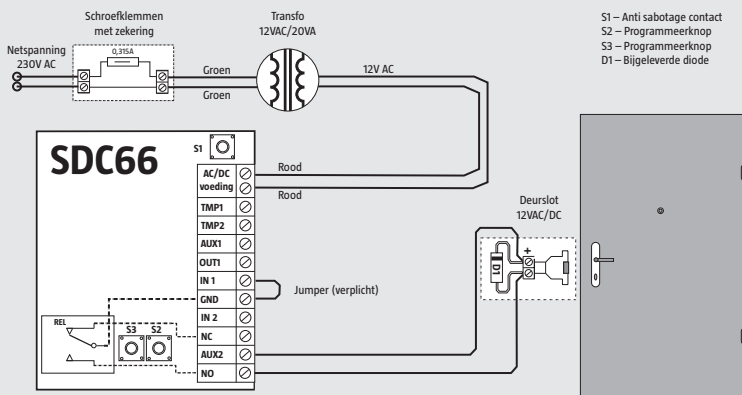 Schroefklemmen
met zekering
Transfo
12VAC/20VA
S1 – Anti sabotage contact
S2 – Programmeerknop
S3 – Programmeerknop
D1 – Bijgeleverde diode
Netspanning
230V AC
0,315A
Groen
Groen
12V AC
SDC66
S1
AC/DC
voeding
Rood
Rood
TMP1
TMP2
AUX1
OUT1
IN 1
GND
IN 2
NC
AUX2
NO
Jumper (verplicht)
REL
S3
S2
Deurslot
12VAC/DC
+
D1